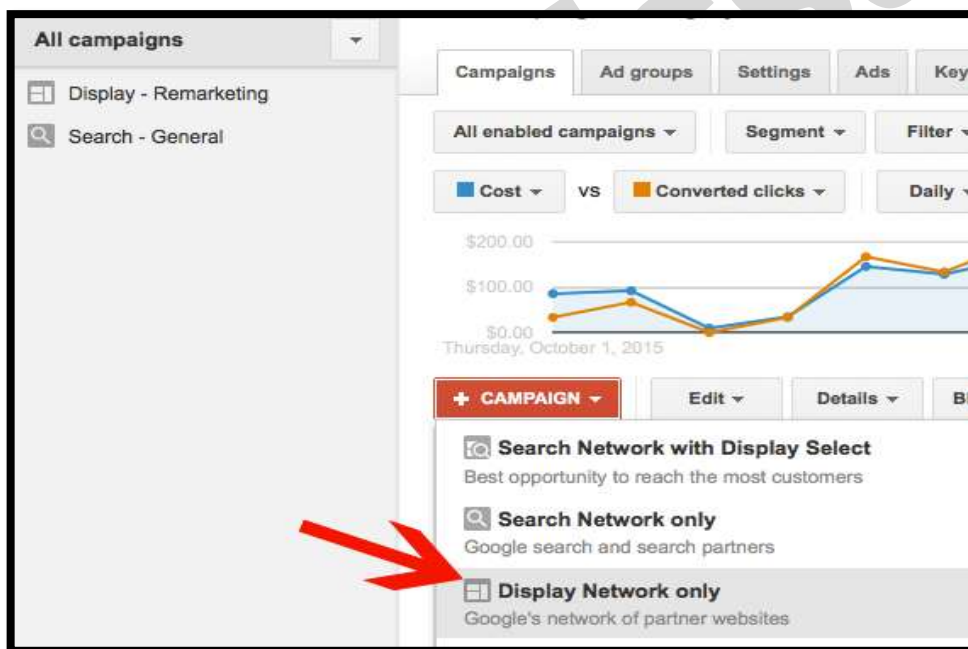 All campaigns
Display - Remarketing
Search - General
Campaigns Ad groups Settings Ads Key
All enabled campaigns Segment Filter
Cost vs Converted clicks Daily
$200.00
$100.00
$0.00
Thursday, October 1, 2015
+ CAMPAIGN Edit Details
Search Network with Display Select
Best opportunity to reach the most customers
Search Network only
Google search and search partners
Display Network only
Google's network of partner websites